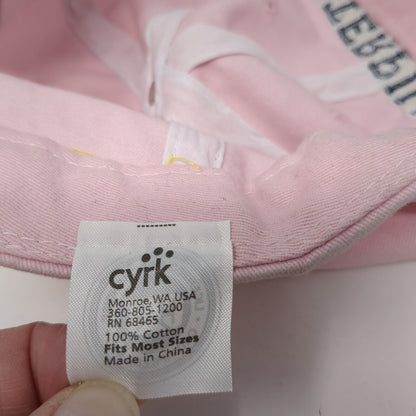 cyrk
Monroe, WA USA
360-805-1200
RN 68465
100% Cotton
Fits Most Sizes
Made in China